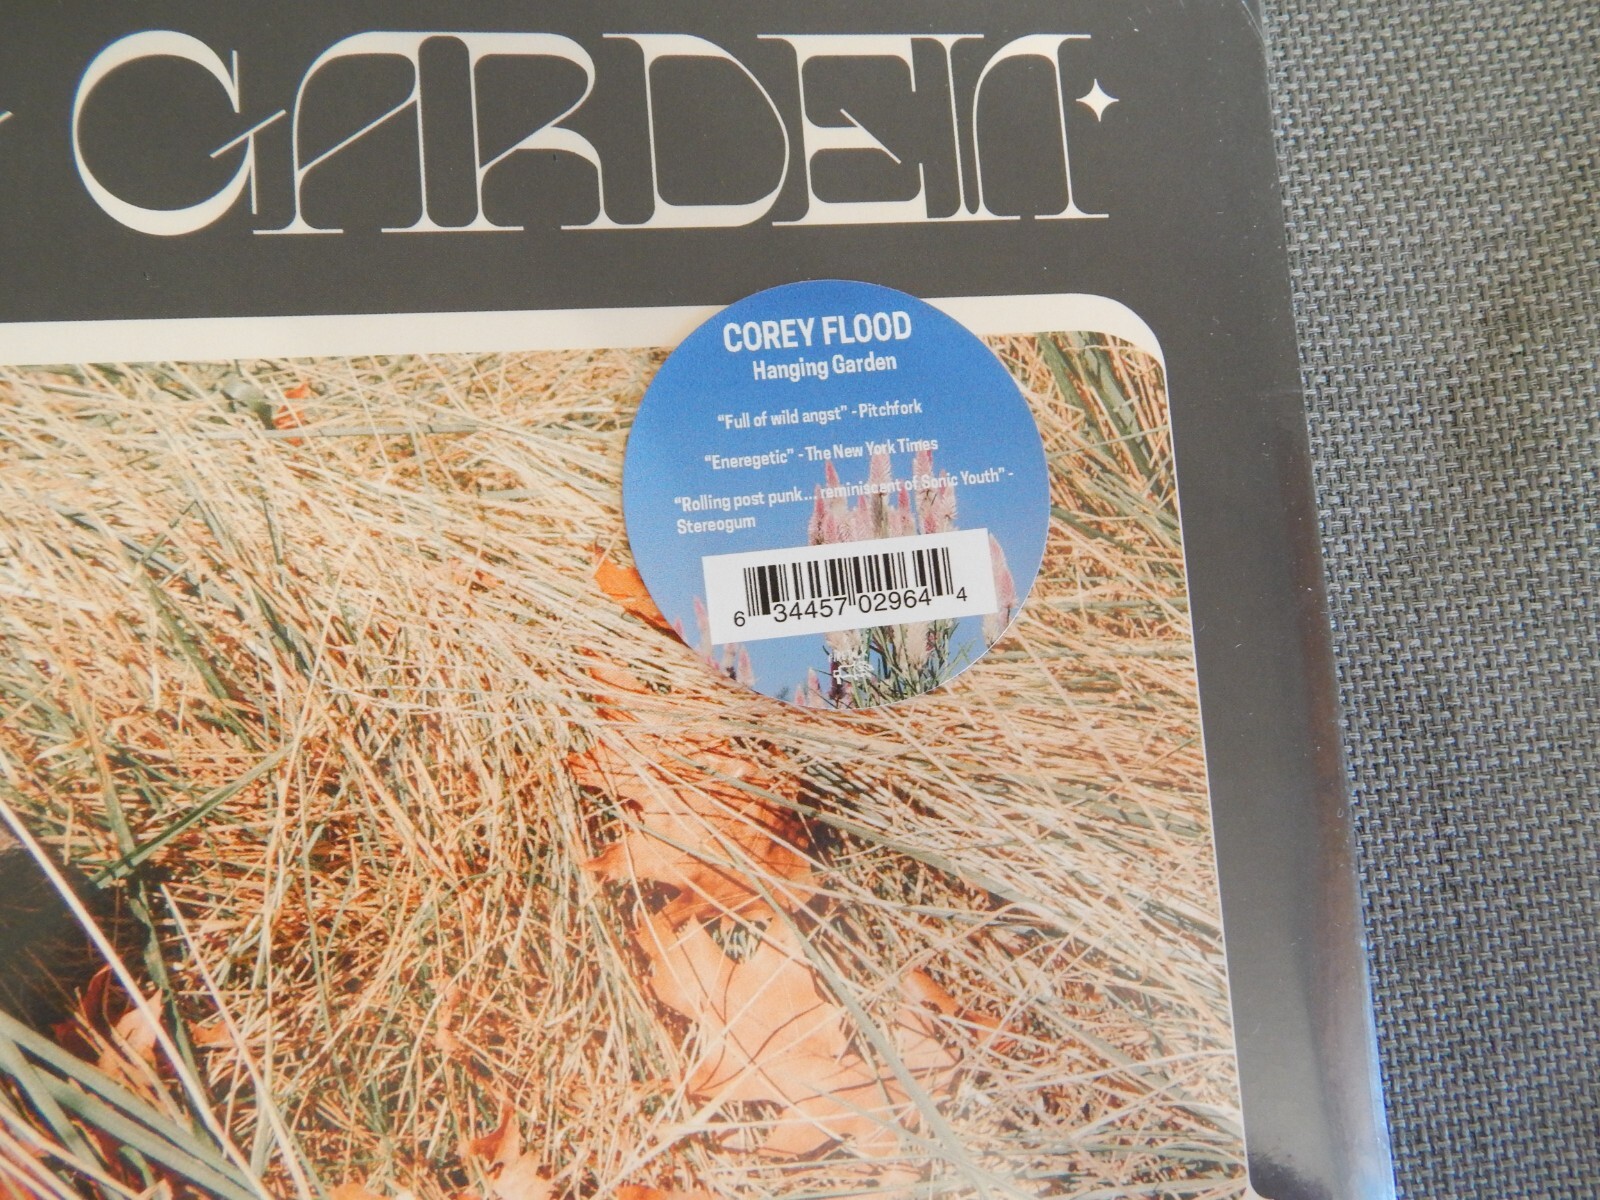 GARDEN
COREY FLOOD
Hanging Garden
“Full of wild angst” - Pitchfork
“Eneregetic” - The New York Times
“Rolling post punk... reminiscent of Sonic Youth” -
Stereogum
6 34457 02964 4